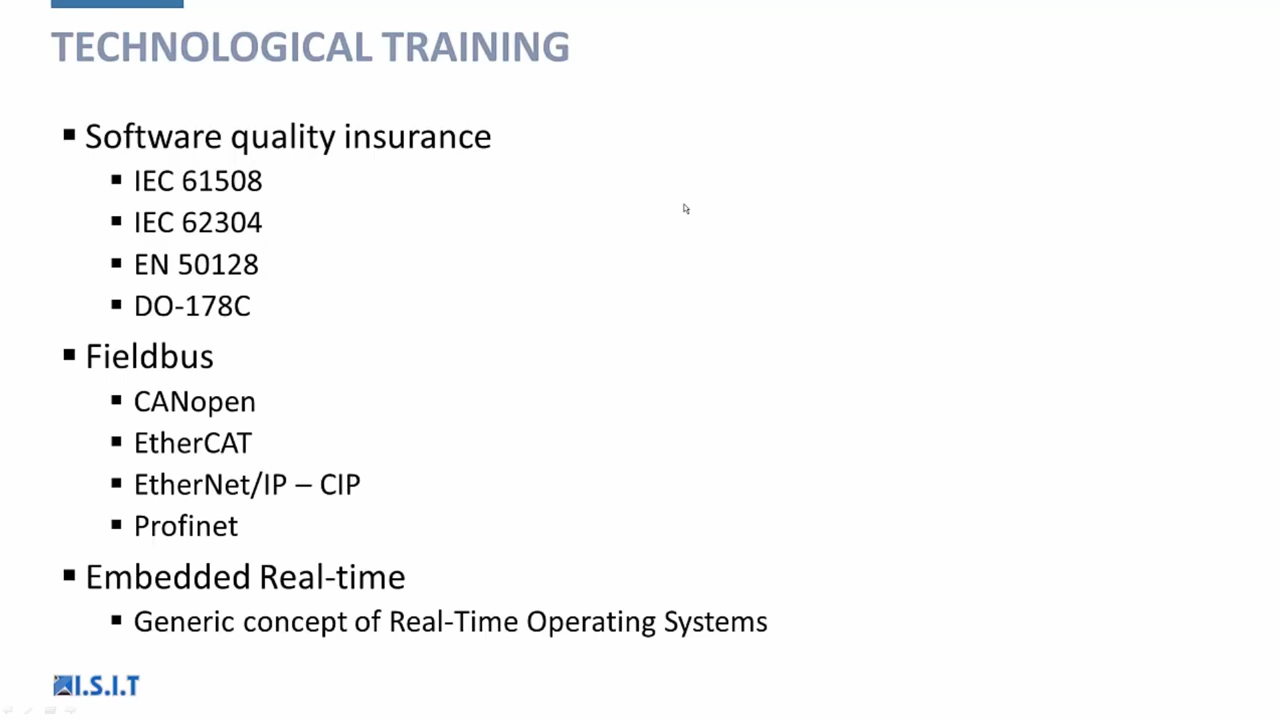 TECHNOLOGICAL TRAINING
Software quality insurance
IEC 61508
IEC 62304
EN 50128
DO-178C
Fieldbus
CANopen
EtherCAT
EtherNet/IP – CIP
Profinet
Embedded Real-time
Generic concept of Real-Time Operating Systems
I.S.I.T